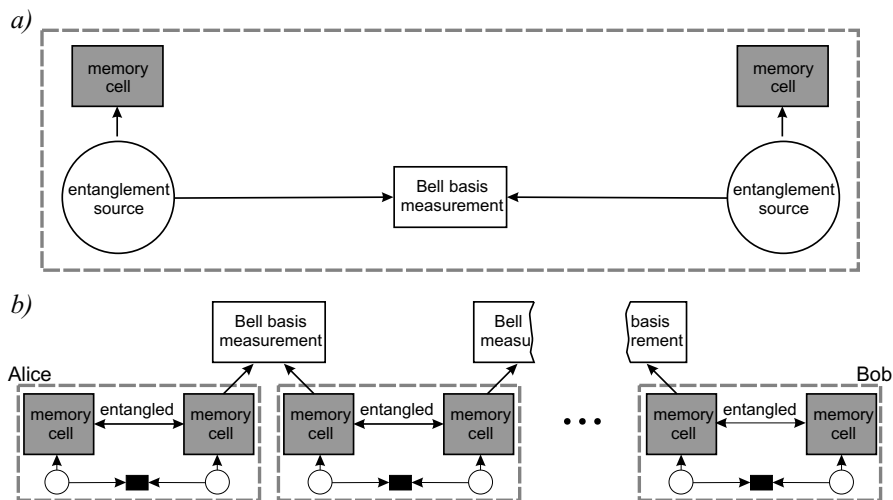 a)
memory
cell
memory
cell
entanglement
source
Bell basis
measurement
entanglement
source
b)
Bell basis
measurement
Bell
measu
basis
rement
Alice
Bob
memory
cell
entangled
memory
cell
memory
cell
entangled
memory
cell
memory
cell
entangled
memory
cell